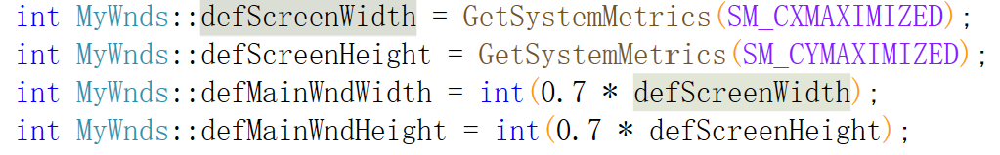 int MyWnds::defScreenWidth = GetSystemMetrics(SM_CXMAXIMIZED);
int MyWnds::defScreenHeight = GetSystemMetrics(SM_CYMAXIMIZED);
int MyWnds::defMainWndWidth = int(0.7 * defScreenWidth);
int MyWnds::defMainWndHeight = int(0.7 * defScreenHeight);